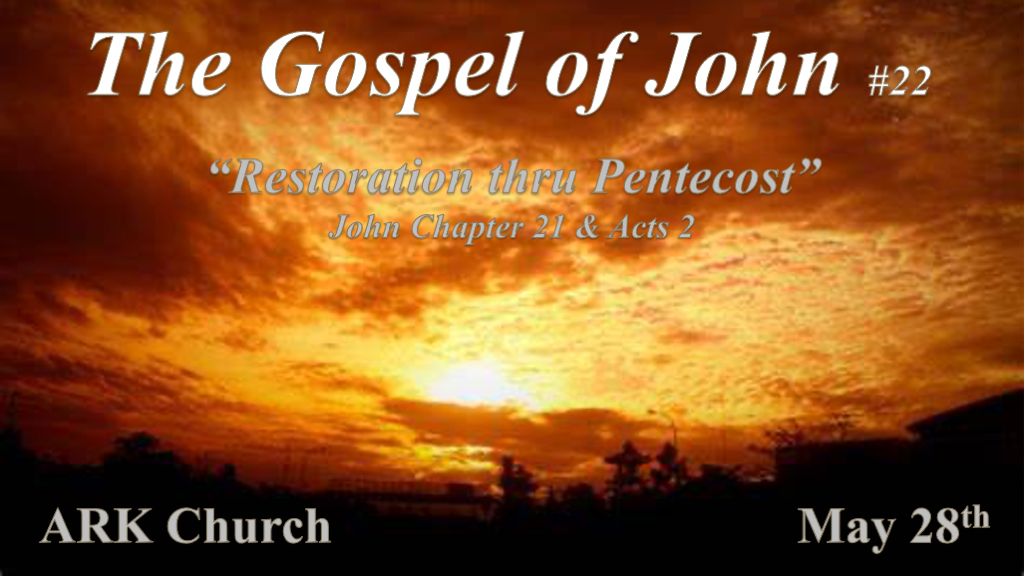 The Gospel of John #22
“Restoration thru Pentecost”
John Chapter 21 & Acts 2
ARK Church
May 28th